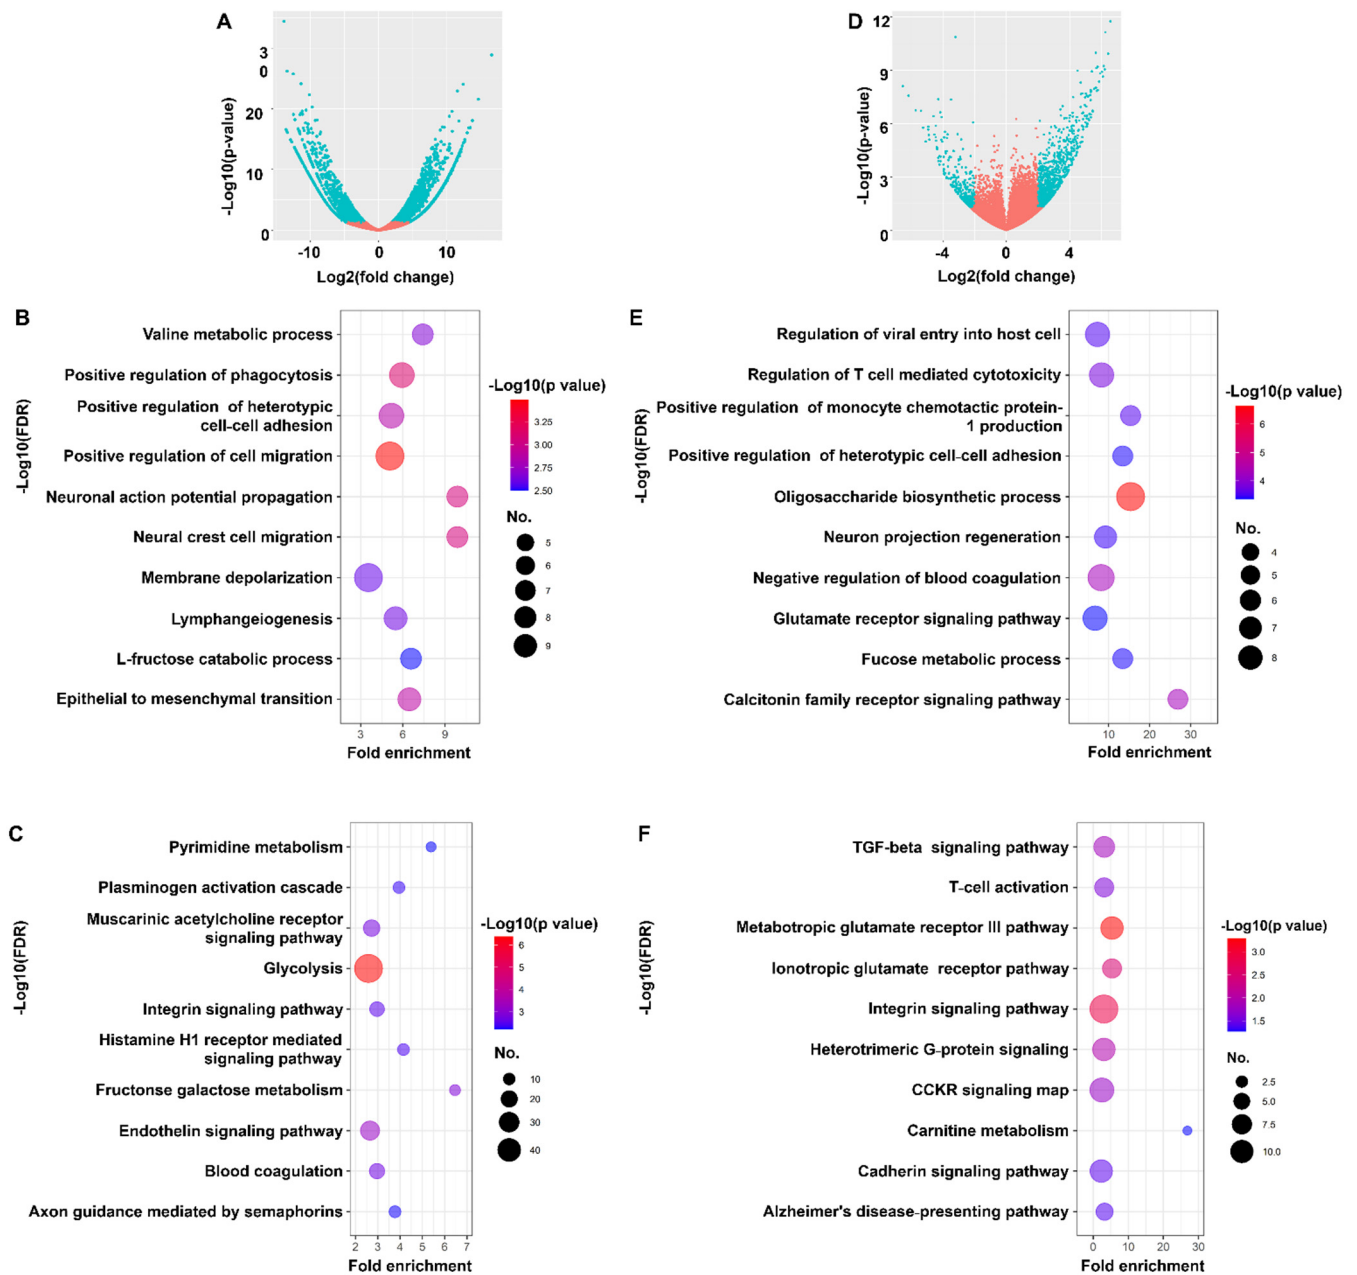 A
3
0
20
10
0
-Log10(p-value)
-10
0
10
Log2(fold change)
D
12
9
6
3
0
-Log10(p-value)
-4
0
4
Log2(fold change)
B
-Log10(FDR)
Valine metabolic process
Positive regulation of phagocytosis
Positive regulation of heterotypic
cell-cell adhesion
Positive regulation of cell migration
Neuronal action potential propagation
Neural crest cell migration
Membrane depolarization
Lymphangeiogenesis
L-fructose catabolic process
Epithelial to mesenchymal transition
3
6
9
Fold enrichment
-Log10(p value)
3.25
3.00
2.75
2.50
No.
5
6
7
8
9
E
-Log10(FDR)
Regulation of viral entry into host cell
Regulation of T cell mediated cytotoxicity
Positive regulation of monocyte chemotactic protein-
1 production
Positive regulation of heterotypic cell-cell adhesion
Oligosaccharide biosynthetic process
Neuron projection regeneration
Negative regulation of blood coagulation
Glutamate receptor signaling pathway
Fucose metabolic process
Calcitonin family receptor signaling pathway
10
20
30
Fold enrichment
-Log10(p value)
6
5
4
No.
4
5
6
7
8
C
-Log10(FDR)
Pyrimidine metabolism
Plasminogen activation cascade
Muscarinic acetylcholine receptor
signaling pathway
Glycolysis
Integrin signaling pathway
Histamine H1 receptor mediated
signaling pathway
Fructonse galactose metabolism
Endothelin signaling pathway
Blood coagulation
Axon guidance mediated by semaphorins
2
3
4
5
6
7
Fold enrichment
-Log10(p value)
6
5
4
3
No.
10
20
30
40
F
-Log10(FDR)
TGF-beta signaling pathway
T-cell activation
Metabotropic glutamate receptor III pathway
Ionotropic glutamate receptor pathway
Integrin signaling pathway
Heterotrimeric G-protein signaling
CCKR signaling map
Carnitine metabolism
Cadherin signaling pathway
Alzheimer's disease-presenting pathway
0
10
20
30
Fold enrichment
-Log10(p value)
3.0
2.5
2.0
1.5
No.
2.5
5.0
7.5
10.0